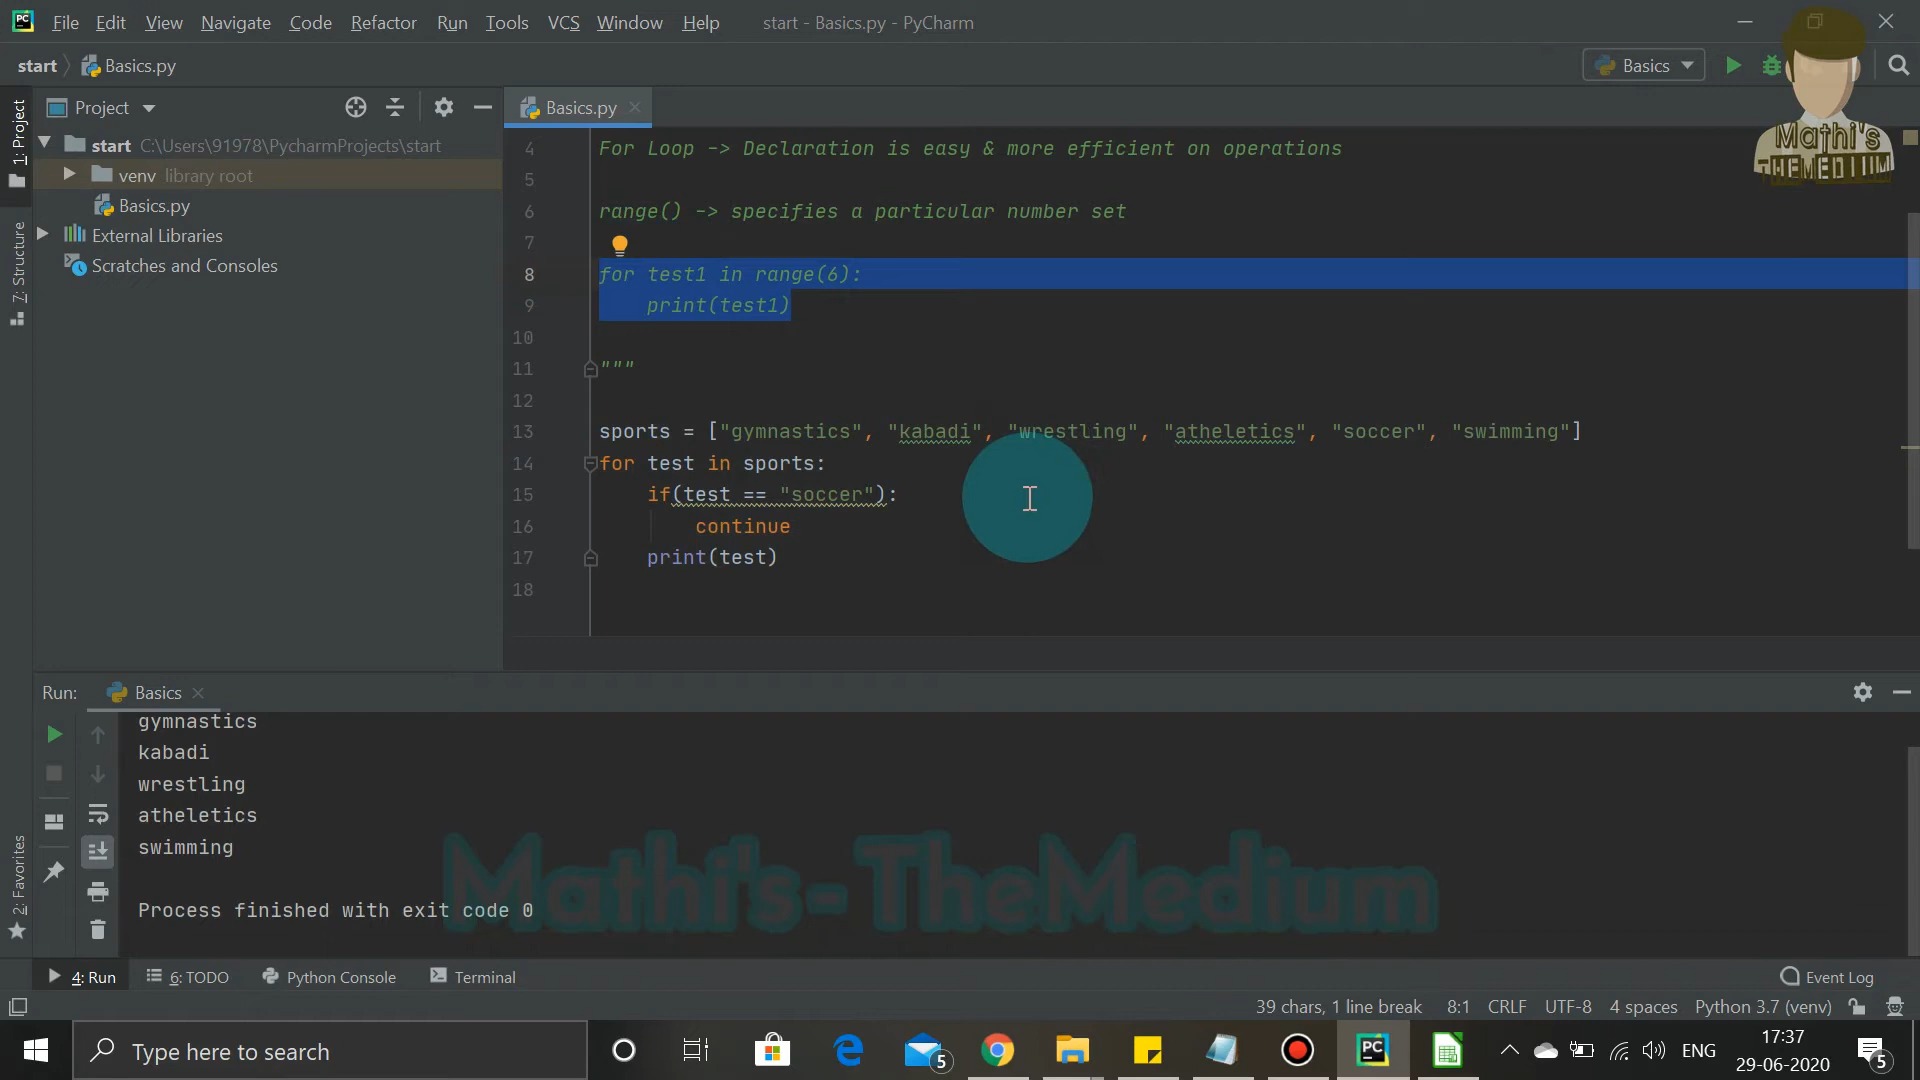 File Edit View Navigate Code Refactor Run Tools VCS Window Help start - Basics.py - PyCharm
start Basics.py
Basics
Mathi's
THEMEDIUM
1: Project
7: Structure
2: Favorites
Project
start C:\Users\91978\PycharmProjects\start
venv library root
Basics.py
External Libraries
Scratches and Consoles
Basics.py
4 For Loop -> Declaration is easy & more efficient on operations
5
6 range() -> specifies a particular number set
7
8 for test1 in range(6):
9 print(test1)
10
11 """
12
13 sports = ["gymnastics", "kabadi", "wrestling", "atheletics", "soccer", "swimming"]
14 for test in sports:
15 if(test == "soccer"):
16 continue
17 print(test)
18
Run: Basics
gymnastics
kabadi
wrestling
atheletics
swimming
Process finished with exit code 0
Mathi's-TheMedium
4: Run 6: TODO Python Console Terminal Event Log
39 chars, 1 line break 8:1 CRLF UTF-8 4 spaces Python 3.7 (venv)
Type here to search
5
PC
PC
ENG
17:37
29-06-2020
5